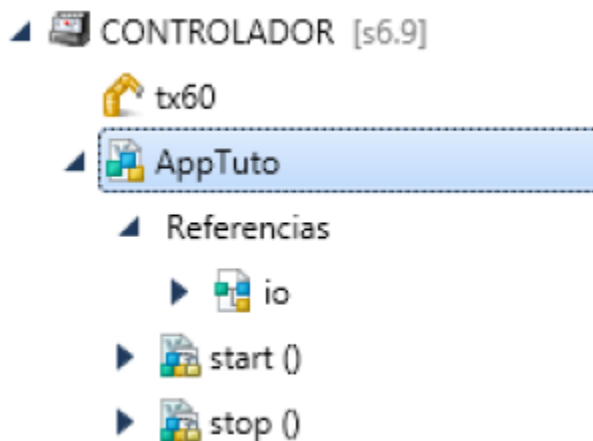 CONTROLADOR [s6.9]
tx60
AppTuto
Referencias
io
start ()
stop ()